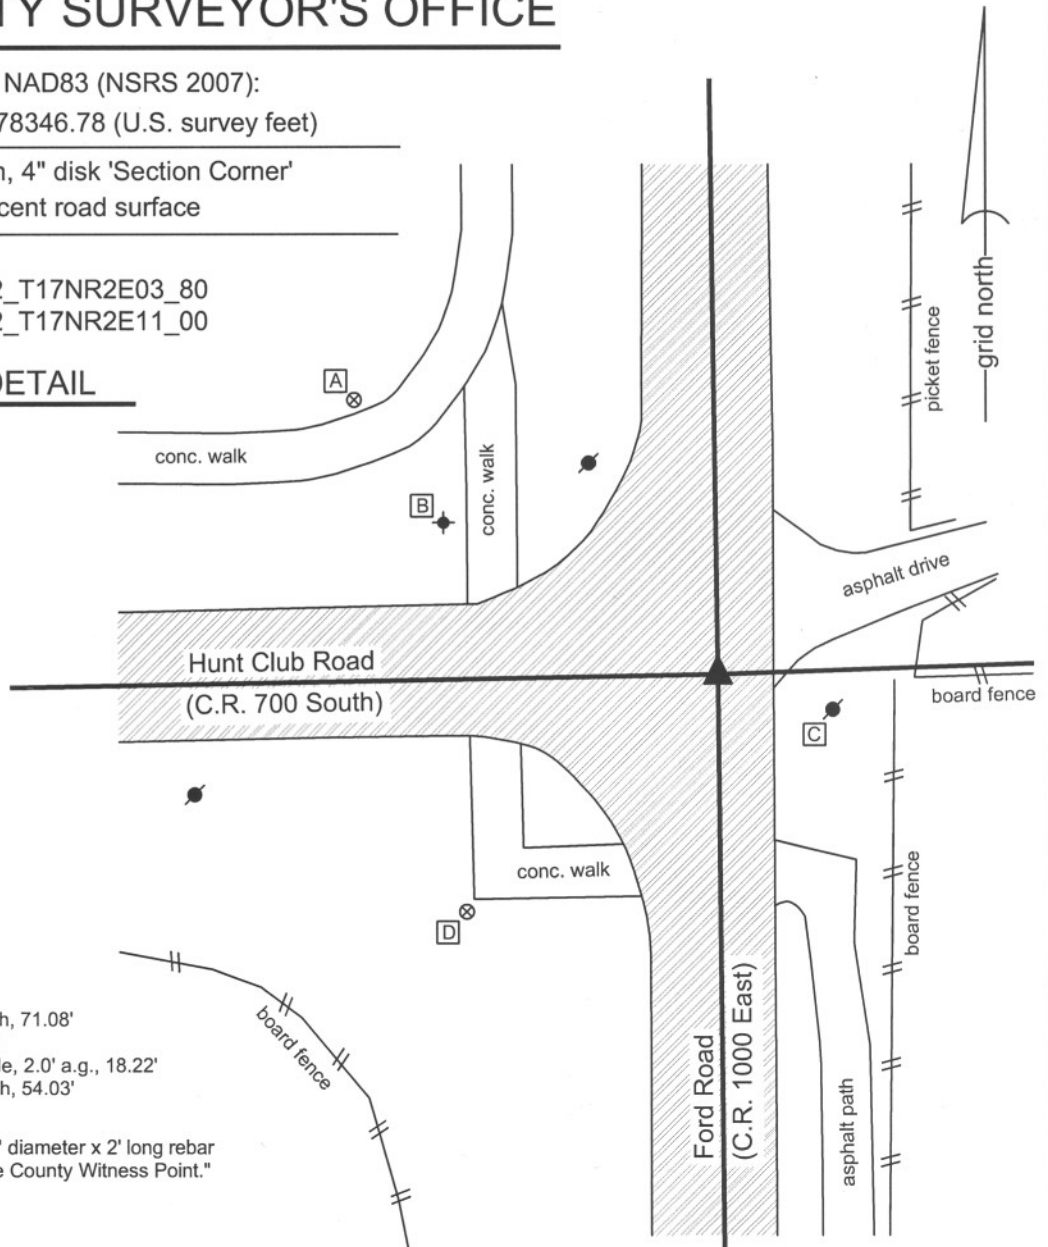 TY SURVEYOR'S OFFICE
NAD83 (NSRS 2007):
78346.78 (U.S. survey feet)
4" disk 'Section Corner'
cent road surface
2_T17NR2E03_80
2_T17NR2E11_00
DETAIL
grid north
picket fence
A
conc. walk
B
conc. walk
asphalt drive
Hunt Club Road
(C.R. 700 South)
board fence
C
conc. walk
D
board fence
board fence
Ford Road
(C.R. 1000 East)
asphalt path
h, 71.08'
le, 2.0' a.g., 18.22'
h, 54.03'
' diameter x 2' long rebar
e County Witness Point."